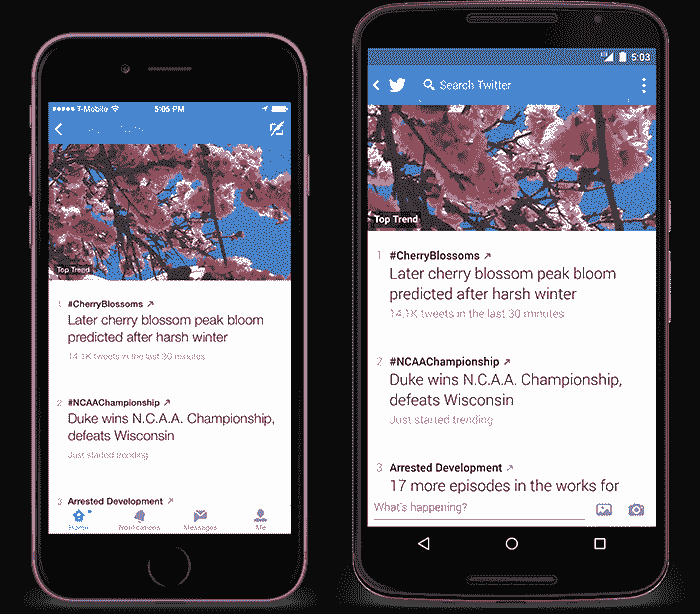 T-Mobile 5:05 PM
Top Trend
1 #CherryBlossoms
Later cherry blossom peak bloom
predicted after harsh winter
14.1K tweets in the last 30 minutes
2 #NCAAChampionship
Duke wins N.C.A.A. Championship,
defeats Wisconsin
Just started trending
3 Arrested Development
Home Notifications Messages Me
5:03
Search Twitter
Top Trend
1 #CherryBlossoms
Later cherry blossom peak bloom
predicted after harsh winter
14.1K tweets in the last 30 minutes
2 #NCAAChampionship
Duke wins N.C.A.A. Championship,
defeats Wisconsin
Just started trending
3 Arrested Development
17 more episodes in the works for
What's happening?